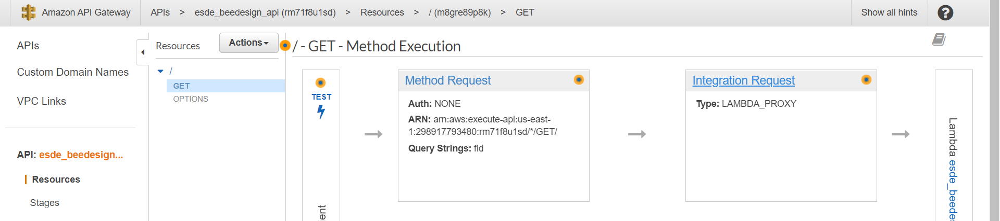 Amazon API Gateway
APIs > esde_beedesign_api (rm71f8u1sd) > Resources > / (m8gre89p8k) > GET
Show all hints
?
APIs
Custom Domain Names
VPC Links
API: esde_beedesign...
Resources
Stages
Resources
Actions
/
GET
OPTIONS
/ - GET - Method Execution
TEST
Method Request
Auth: NONE
ARN: arn:aws:execute-api:us-east-
1:298917793480:rm71f8u1sd/*/GET/
Query Strings: fid
Integration Request
Type: LAMBDA_PROXY
Lambda esde_beede